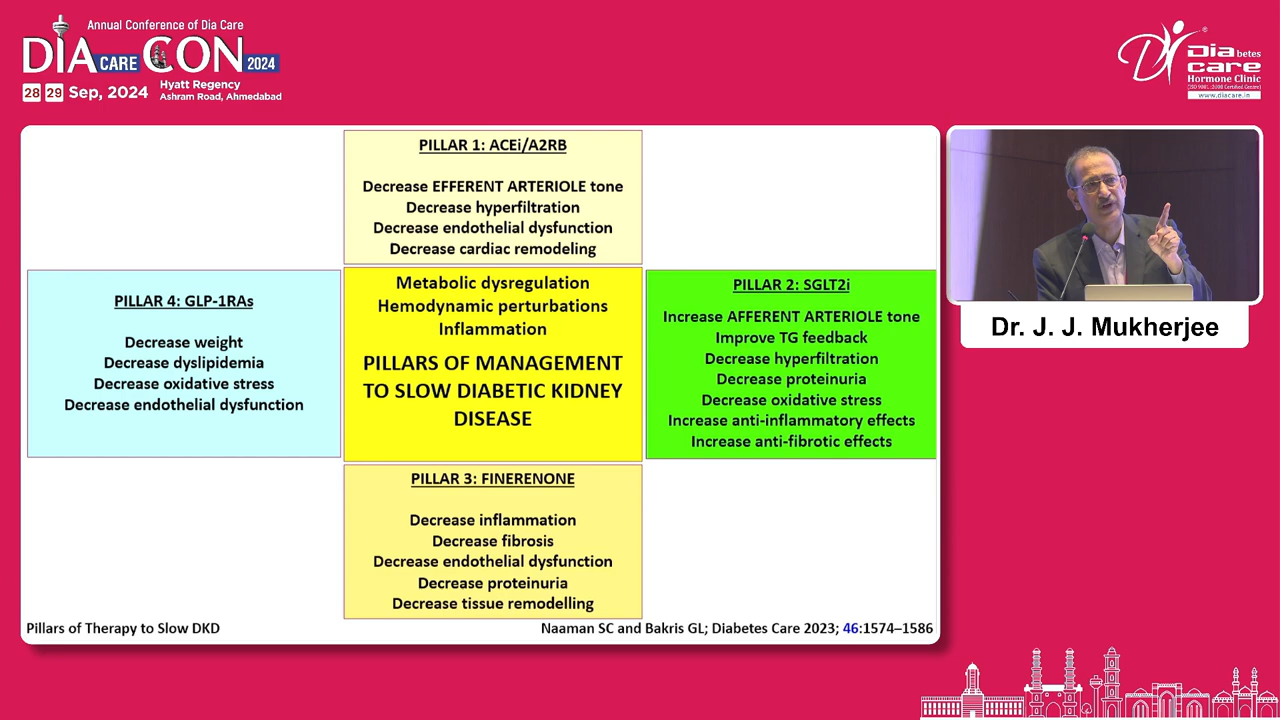 Annual Conference of Dia Care
DIA CARE CON 2024
28 29 Sep, 2024
Hyatt Regency
Ashram Road, Ahmedabad
Diabetes
care
Hormone Clinic
www.diacare.in
PILLAR 1: ACEi/A2RB
Decrease EFFERENT ARTERIOLE tone
Decrease hyperfiltration
Decrease endothelial dysfunction
Decrease cardiac remodeling
PILLAR 4: GLP-1RAs
Decrease weight
Decrease dyslipidemia
Decrease oxidative stress
Decrease endothelial dysfunction
Metabolic dysregulation
Hemodynamic perturbations
Inflammation
PILLARS OF MANAGEMENT
TO SLOW DIABETIC KIDNEY
DISEASE
PILLAR 2: SGLT2i
Increase AFFERENT ARTERIOLE tone
Improve TG feedback
Decrease hyperfiltration
Decrease proteinuria
Decrease oxidative stress
Increase anti-inflammatory effects
Increase anti-fibrotic effects
PILLAR 3: FINERENONE
Decrease inflammation
Decrease fibrosis
Decrease endothelial dysfunction
Decrease proteinuria
Decrease tissue remodelling
Pillars of Therapy to Slow DKD
Naaman SC and Bakris GL; Diabetes Care 2023; 46:1574–1586
Dr. J. J. Mukherjee